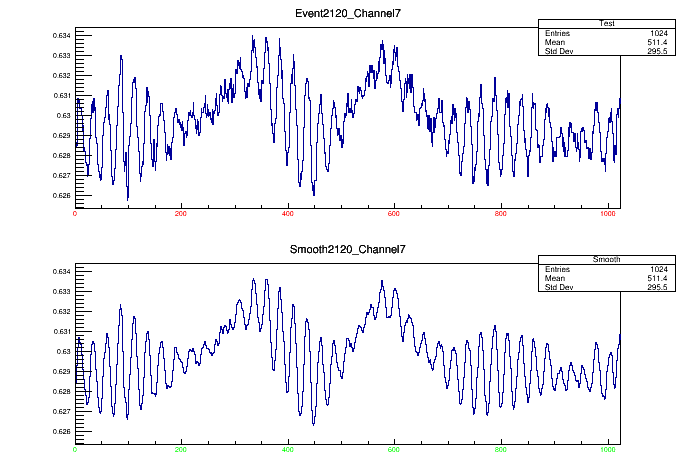 Event2120_Channel7
Test
Entries 1024
Mean 511.4
Std Dev 295.5
0.634
0.633
0.632
0.631
0.63
0.629
0.628
0.627
0.626
0 200 400 600 800 1000
Smooth2120_Channel7
Smooth
Entries 1024
Mean 511.4
Std Dev 295.5
0.634
0.633
0.632
0.631
0.63
0.629
0.628
0.627
0.626
0 200 400 600 800 1000